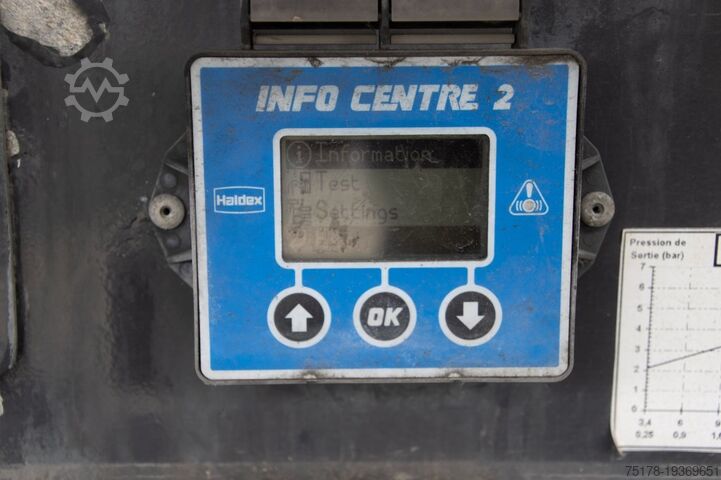 INFO CENTRE 2
Information
Test
Settings
Haldex
OK
Pression de
Sortie (bar)
7
6
5
4
3
2
1
0
3,4 6 9
0,25 0,9
75178-19369651